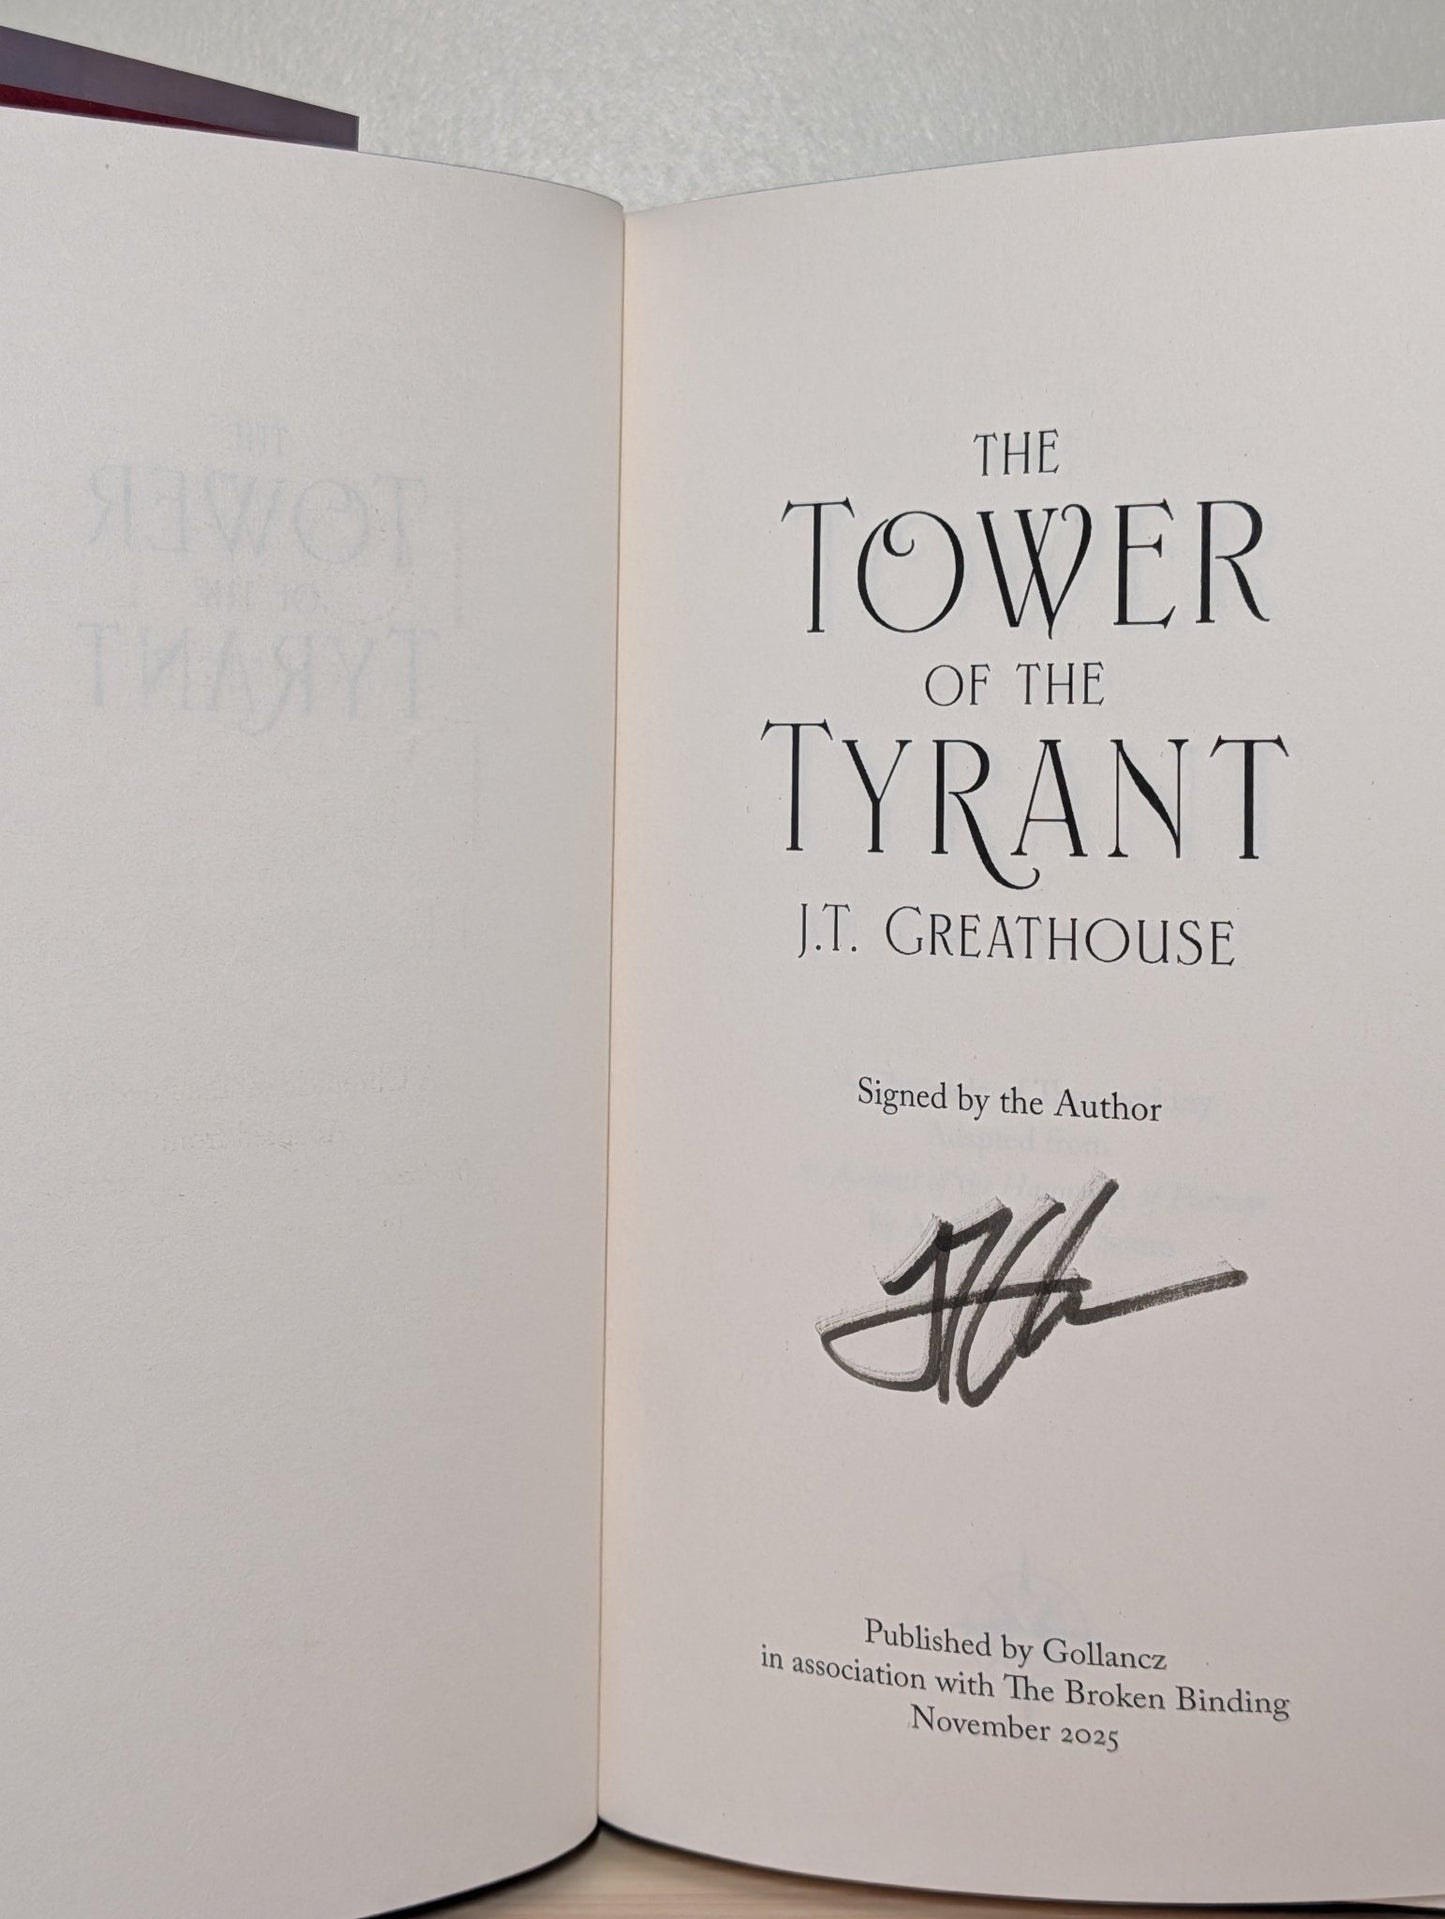 THE
TOWER
OF THE
TYRANT
J.T. GREATHOUSE
Signed by the Author
Published by Gollancz
in association with The Broken Binding
November 2025